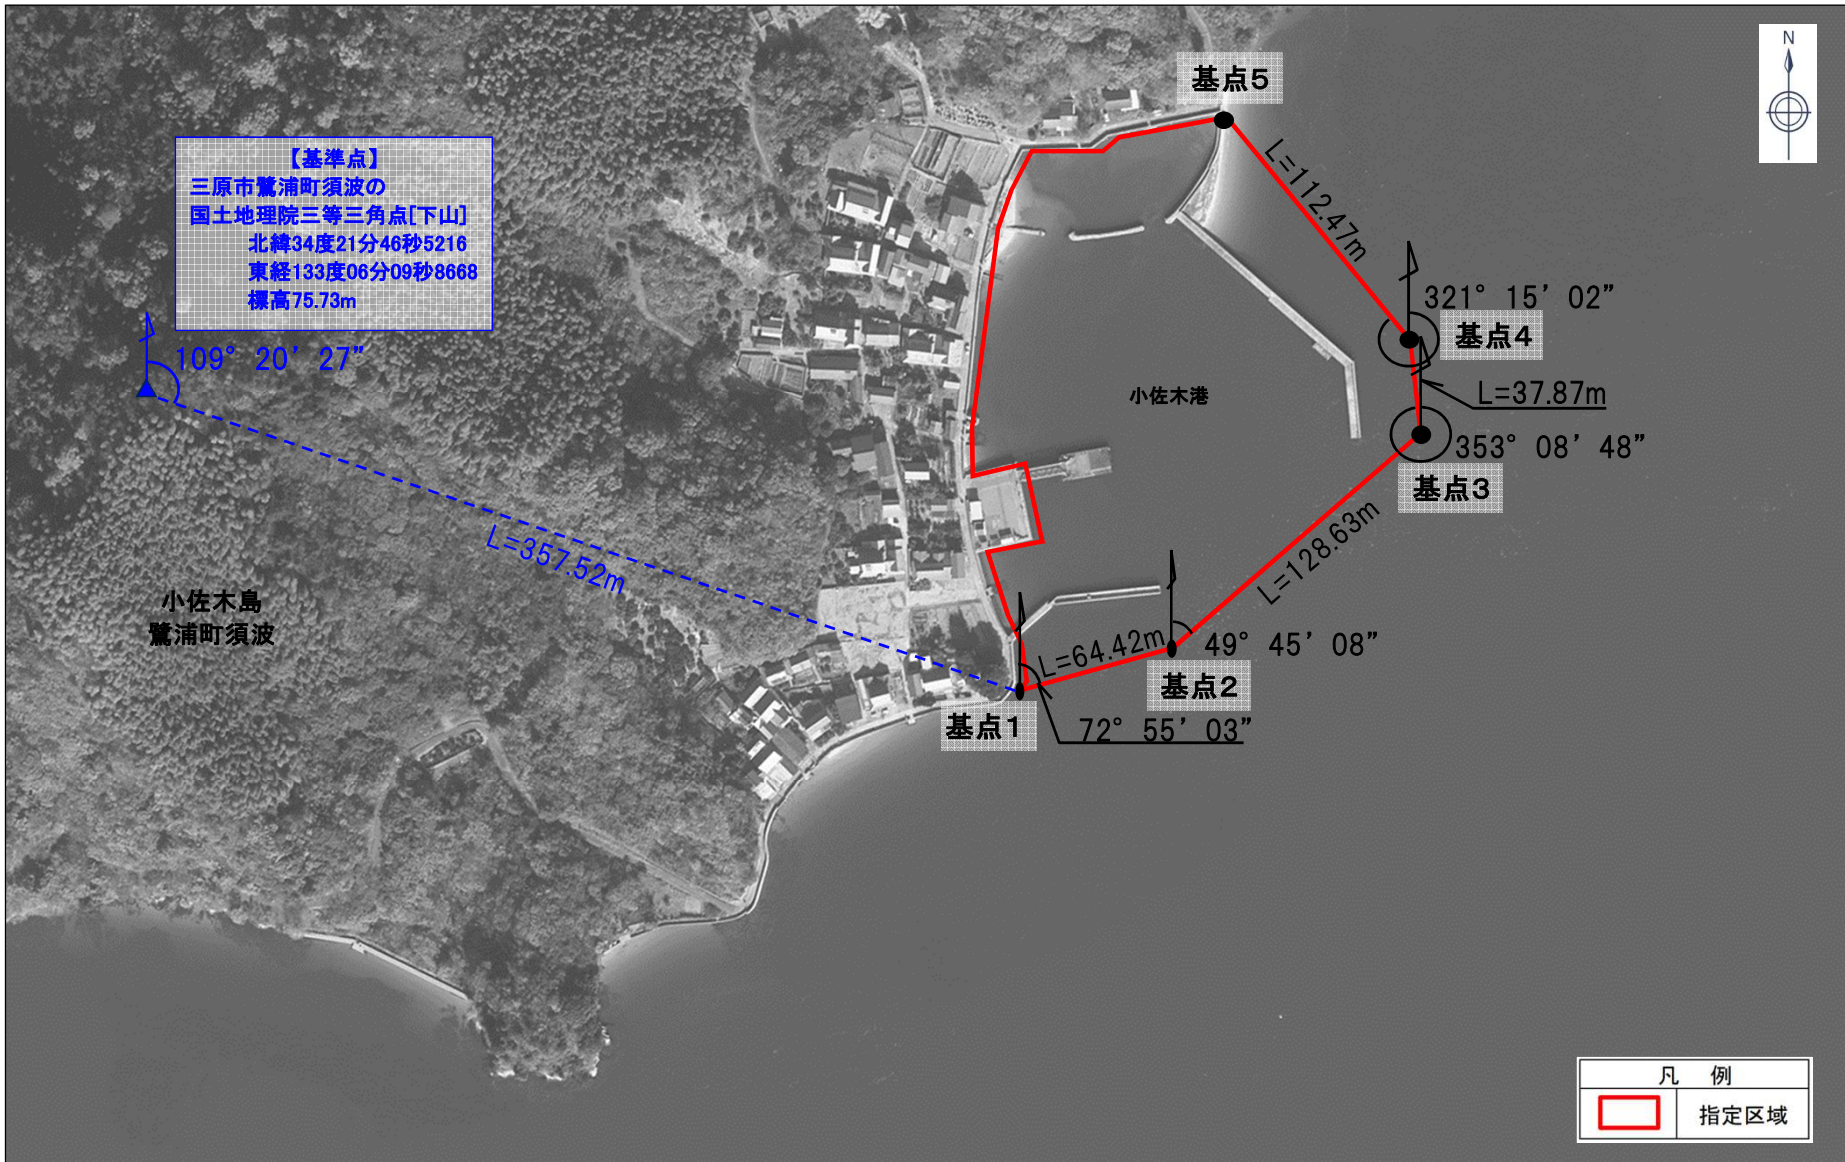 基点5
N
L=112.47m
【基準点】
三原市鷺浦町須波の
国土地理院三等三角点[下山]
北緯34度21分46秒5216
東経133度06分09秒8668
標高75.73m
109° 20’ 27”
321° 15’ 02”
基点4
L=37.87m
小佐木港
353° 08’ 48”
基点3
L=357.52m
L=128.63m
小佐木島
鷺浦町須波
L=64.42m
49° 45’ 08”
基点2
基点1
72° 55’ 03”
凡 例
指定区域